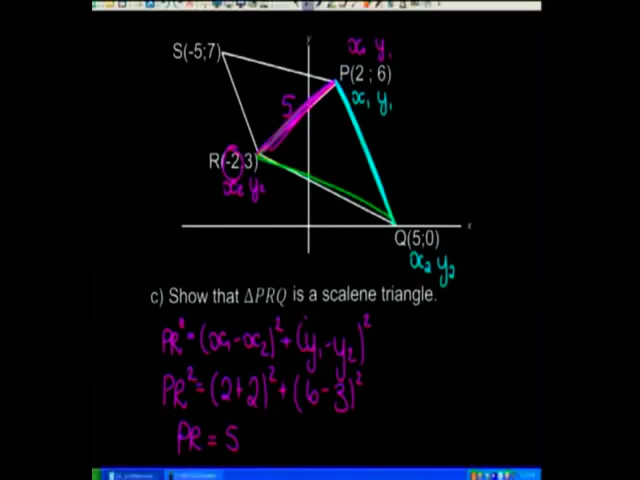 x₁ y₁
S(-5;7)
P(2 ; 6)
x₁ y₁
5
R(-2;3)
x₂ y₂
y
x
Q(5;0)
x₂ y₂
c) Show that ΔPRQ is a scalene triangle.
PR² = (x₁ - x₂)² + (y₁ - y₂)²
PR² = (2+2)² + (6-3)²
PR = 5